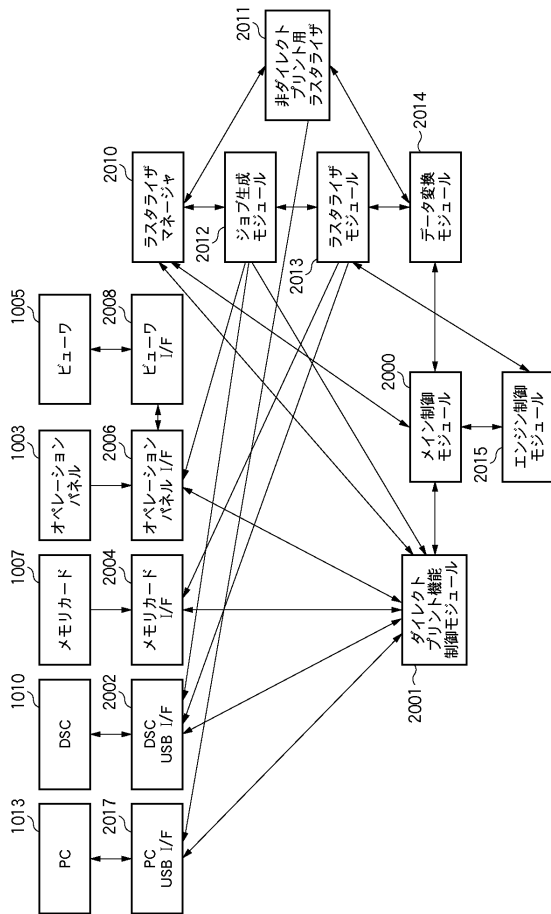 1013
PC
2017
PC
USB I/F
1010
DSC
2002
DSC
USB I/F
1007
メモリカード
2004
メモリカード
I/F
1003
オペレーション
パネル
2006
オペレーション
パネル I/F
1005
ビューワ
2008
ビューワ
I/F
2010
ラスタライザ
マネージャ
2012
ジョブ生成
モジュール
2013
ラスタライザ
モジュール
2011
非ダイレクト
プリント用
ラスタライザ
2014
データ変換
モジュール
2001
ダイレクト
プリント機能
制御モジュール
2000
メイン制御
モジュール
2015
エンジン制御
モジュール